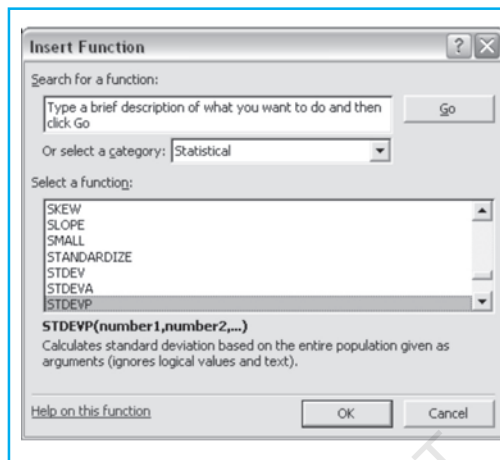 Insert Function
Search for a function:
Type a brief description of what you want to do and then
click Go
Go
Or select a category: Statistical
Select a function:
SKEW
SLOPE
SMALL
STANDARDIZE
STDEV
STDEVA
STDEVP
STDEVP(number1,number2,...)
Calculates standard deviation based on the entire population given as
arguments (ignores logical values and text).
Help on this function
OK
Cancel